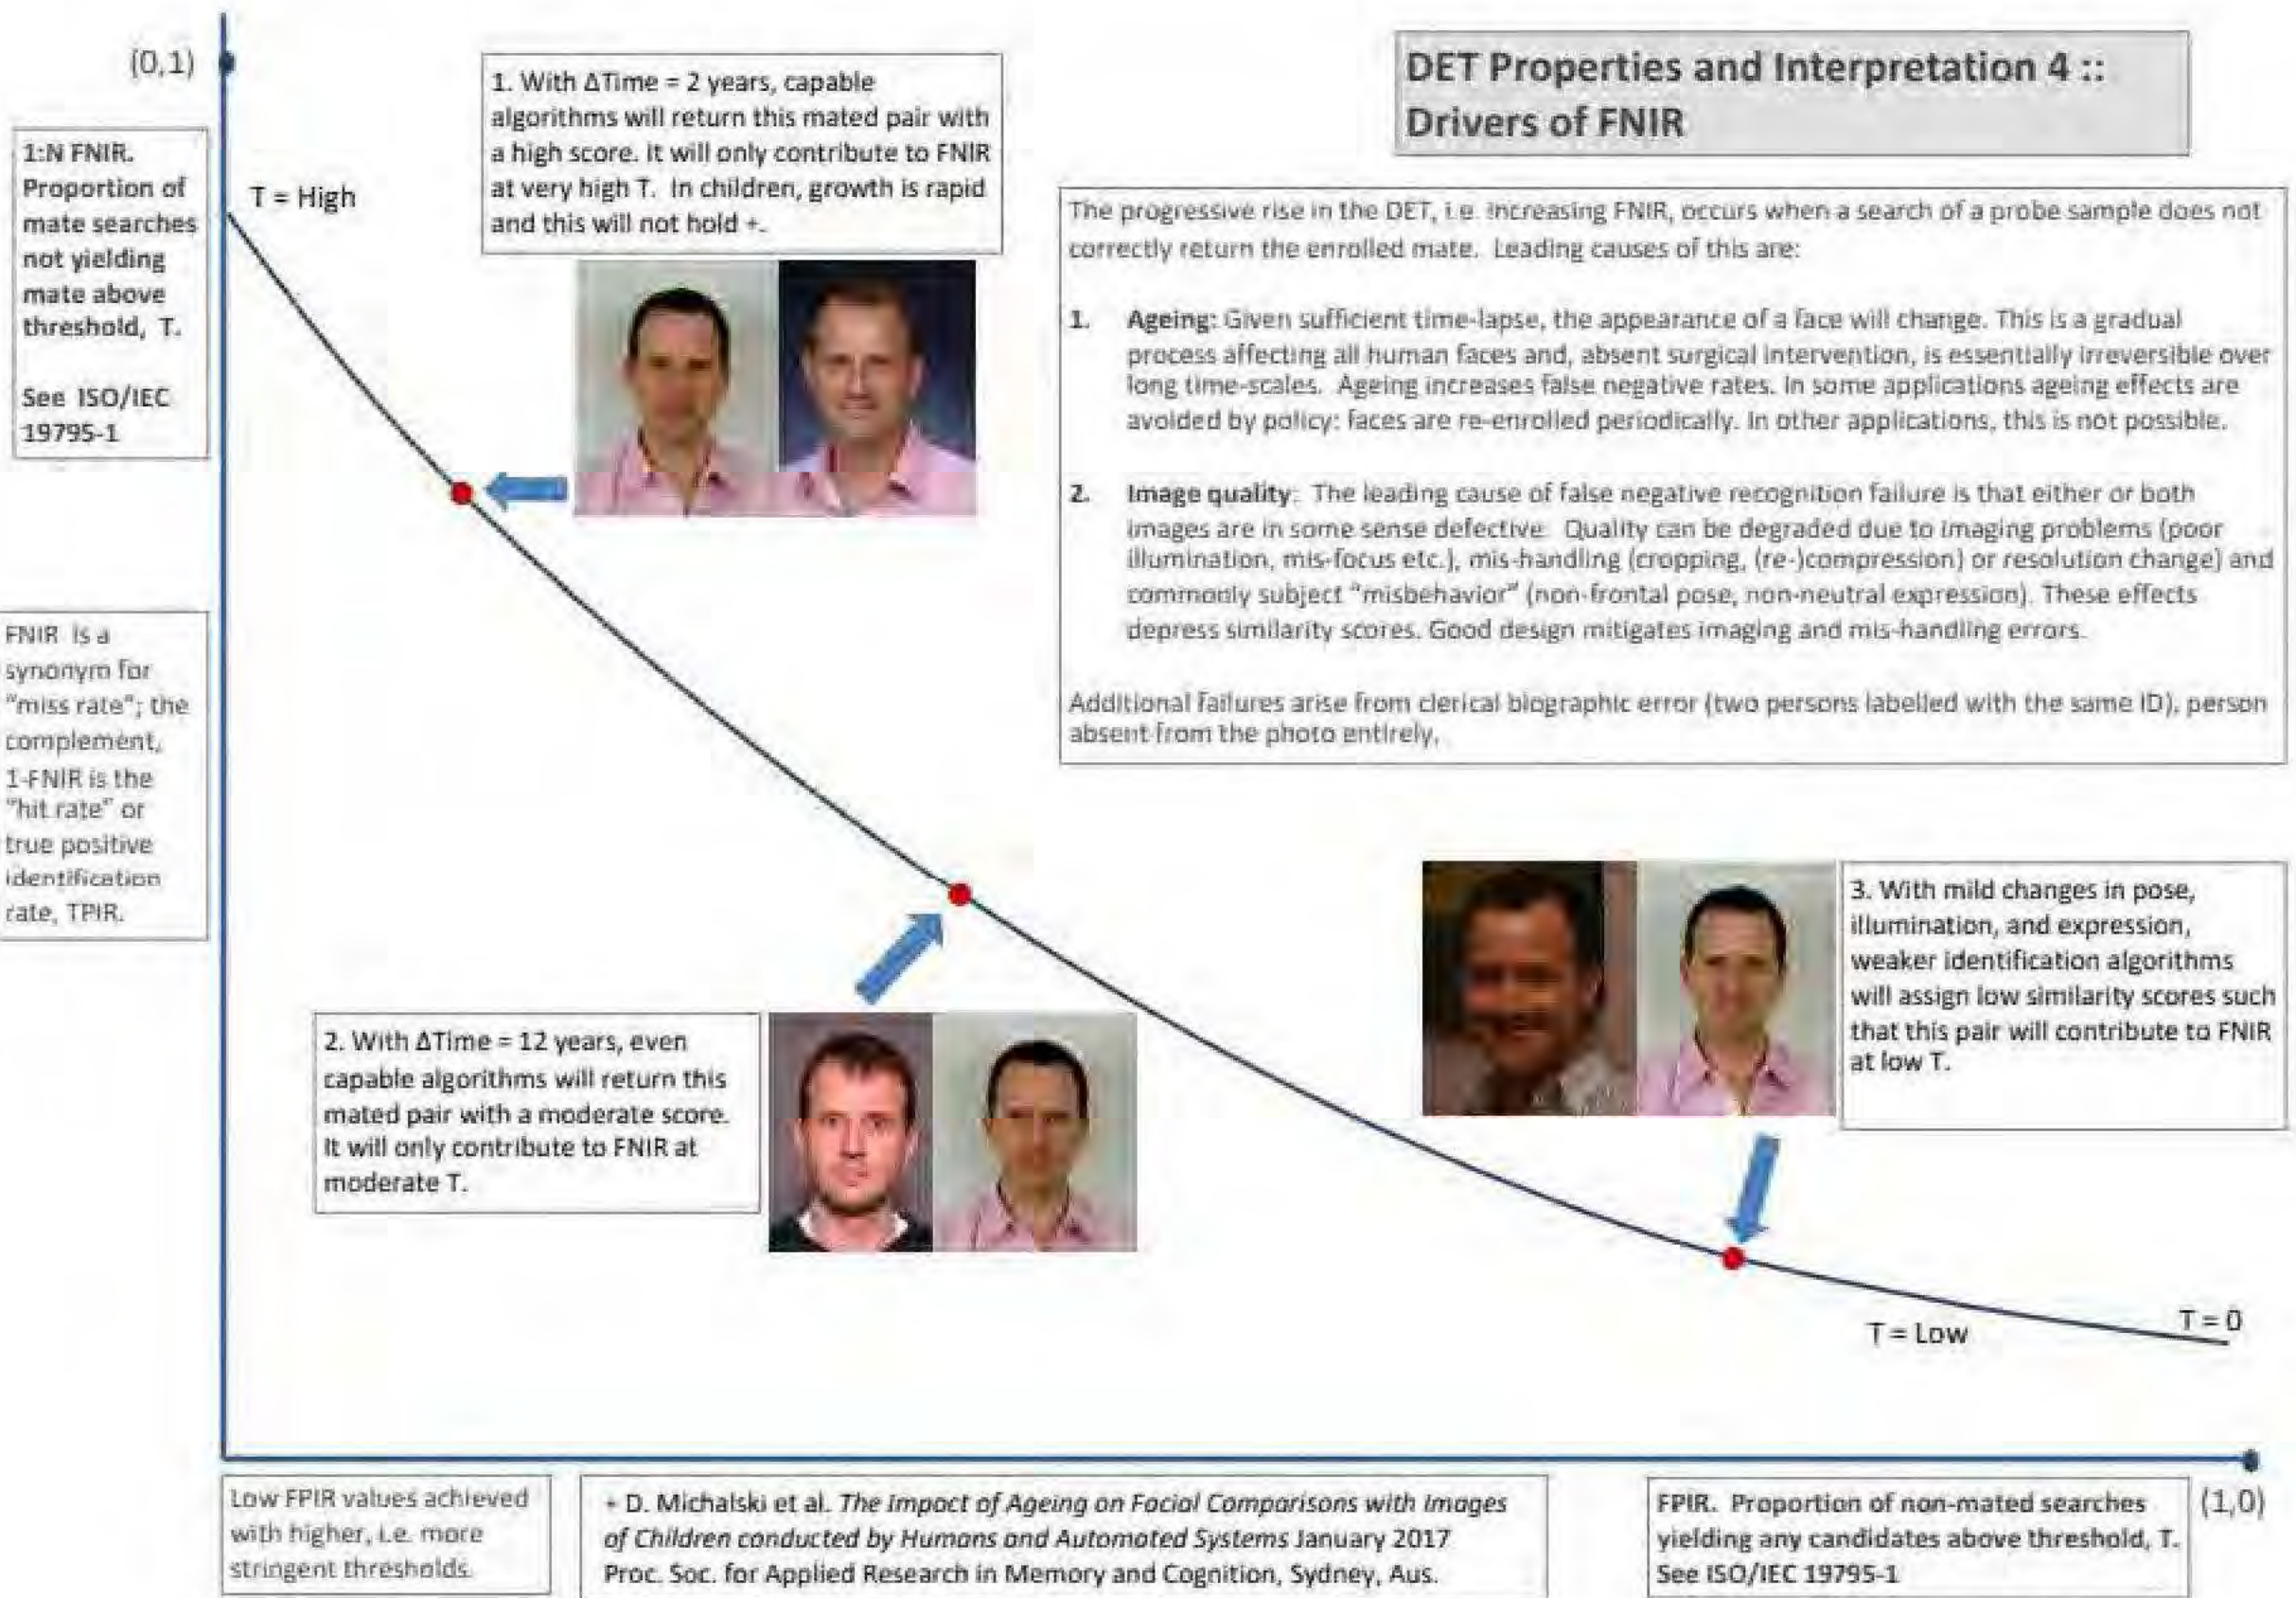 (0,1)
DET Properties and Interpretation 4 ::
Drivers of FNIR
1:N FNIR.
Proportion of
mate searches
not yielding
mate above
threshold, T.
See ISO/IEC
19795-1
T = High
1. With ΔTime = 2 years, capable
algorithms will return this mated pair with
a high score. It will only contribute to FNIR
at very high T. In children, growth is rapid
and this will not hold +.
The progressive rise in the DET, i.e. increasing FNIR, occurs when a search of a probe sample does not
correctly return the enrolled mate. Leading causes of this are:
1. Ageing: Given sufficient time-lapse, the appearance of a face will change. This is a gradual
process affecting all human faces and, absent surgical intervention, is essentially irreversible over
long time-scales. Ageing increases false negative rates. In some applications ageing effects are
avoided by policy: faces are re-enrolled periodically. In other applications, this is not possible.
2. Image quality: The leading cause of false negative recognition failure is that either or both
images are in some sense defective. Quality can be degraded due to imaging problems (poor
illumination, mis-focus etc.), mis-handling (cropping, (re-)compression) or resolution change) and
commonly subject "misbehavior" (non-frontal pose, non-neutral expression). These effects
depress similarity scores. Good design mitigates imaging and mis-handling errors.
Additional failures arise from clerical biographic error (two persons labelled with the same ID), person
absent from the photo entirely.
FNIR is a
synonym for
"miss rate"; the
complement,
1-FNIR is the
"hit rate" or
true positive
identification
rate, TPIR.
2. With ΔTime = 12 years, even
capable algorithms will return this
mated pair with a moderate score.
It will only contribute to FNIR at
moderate T.
3. With mild changes in pose,
illumination, and expression,
weaker identification algorithms
will assign low similarity scores such
that this pair will contribute to FNIR
at low T.
T = Low
T = 0
Low FPIR values achieved
with higher, i.e. more
stringent thresholds.
+ D. Michalski et al. The Impact of Ageing on Facial Comparisons with Images
of Children conducted by Humans and Automated Systems January 2017
Proc. Soc. for Applied Research in Memory and Cognition, Sydney, Aus.
FPIR. Proportion of non-mated searches
yielding any candidates above threshold, T.
See ISO/IEC 19795-1
(1,0)